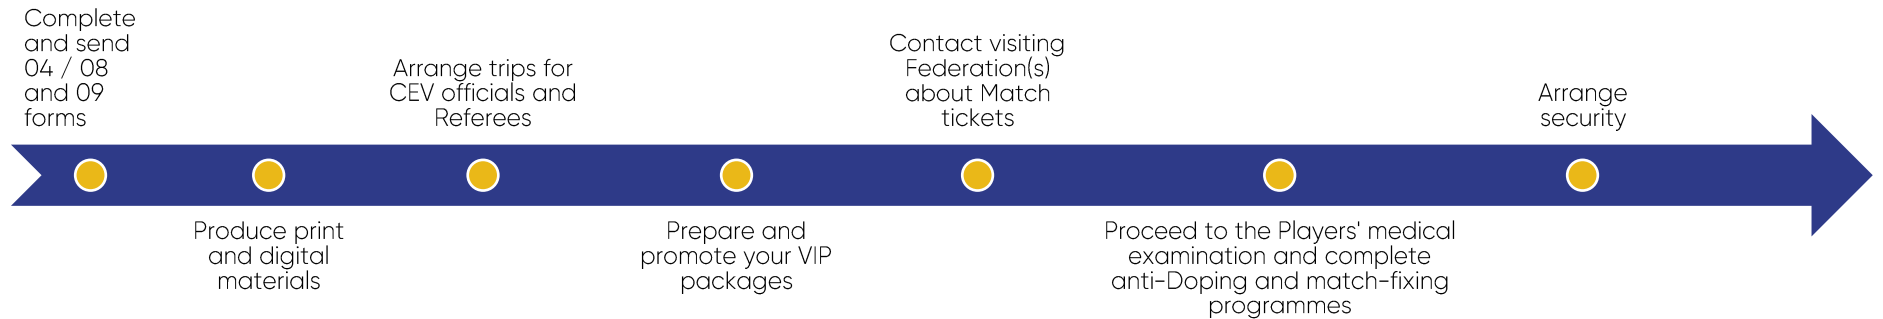 Complete
and send
04 / 08
and 09
forms
Produce print
and digital
materials
Arrange trips for
CEV officials and
Referees
Prepare and
promote your VIP
packages
Contact visiting
Federation(s)
about Match
tickets
Proceed to the Players' medical
examination and complete
anti-Doping and match-fixing
programmes
Arrange
security